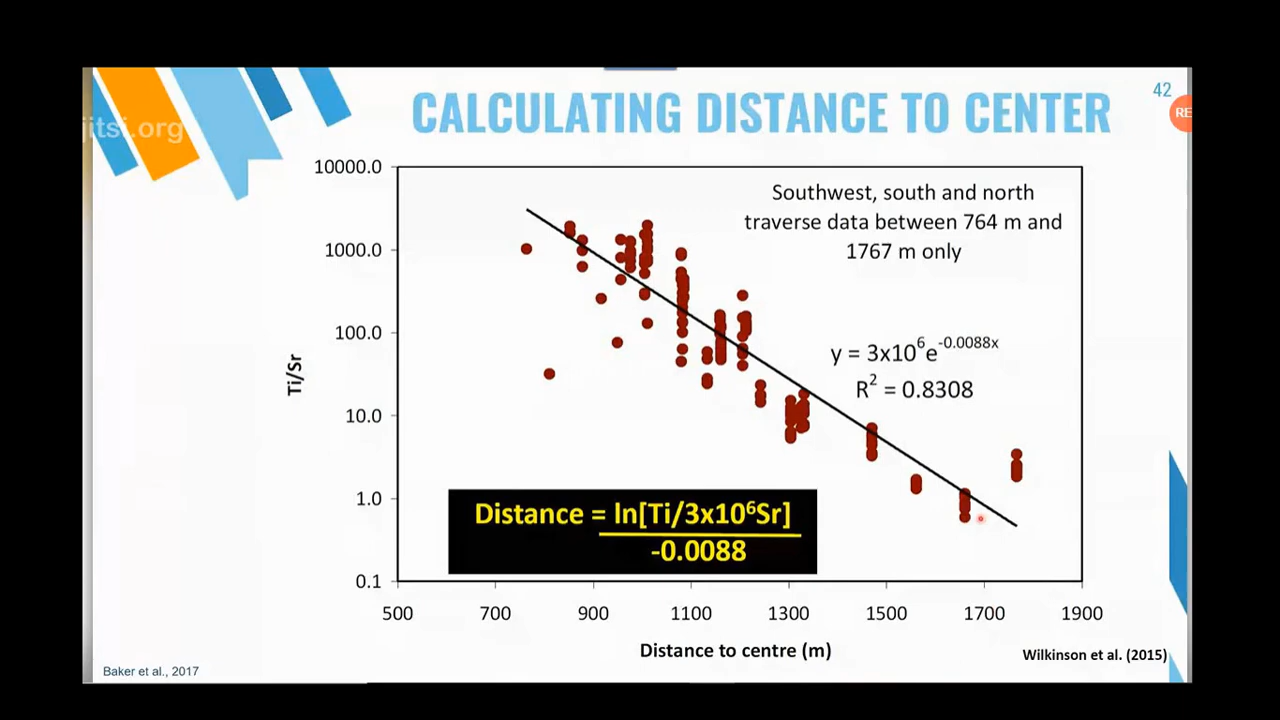 jitsi.org
CALCULATING DISTANCE TO CENTER
42
RE
10000.0
1000.0
100.0
10.0
1.0
0.1
Ti/Sr
Southwest, south and north
traverse data between 764 m and
1767 m only
y = 3x10⁶e⁻⁰·⁰⁰⁸⁸ˣ
R² = 0.8308
Distance = ln[Ti/3x10⁶Sr]
-0.0088
500 700 900 1100 1300 1500 1700 1900
Distance to centre (m)
Wilkinson et al. (2015)
Baker et al., 2017